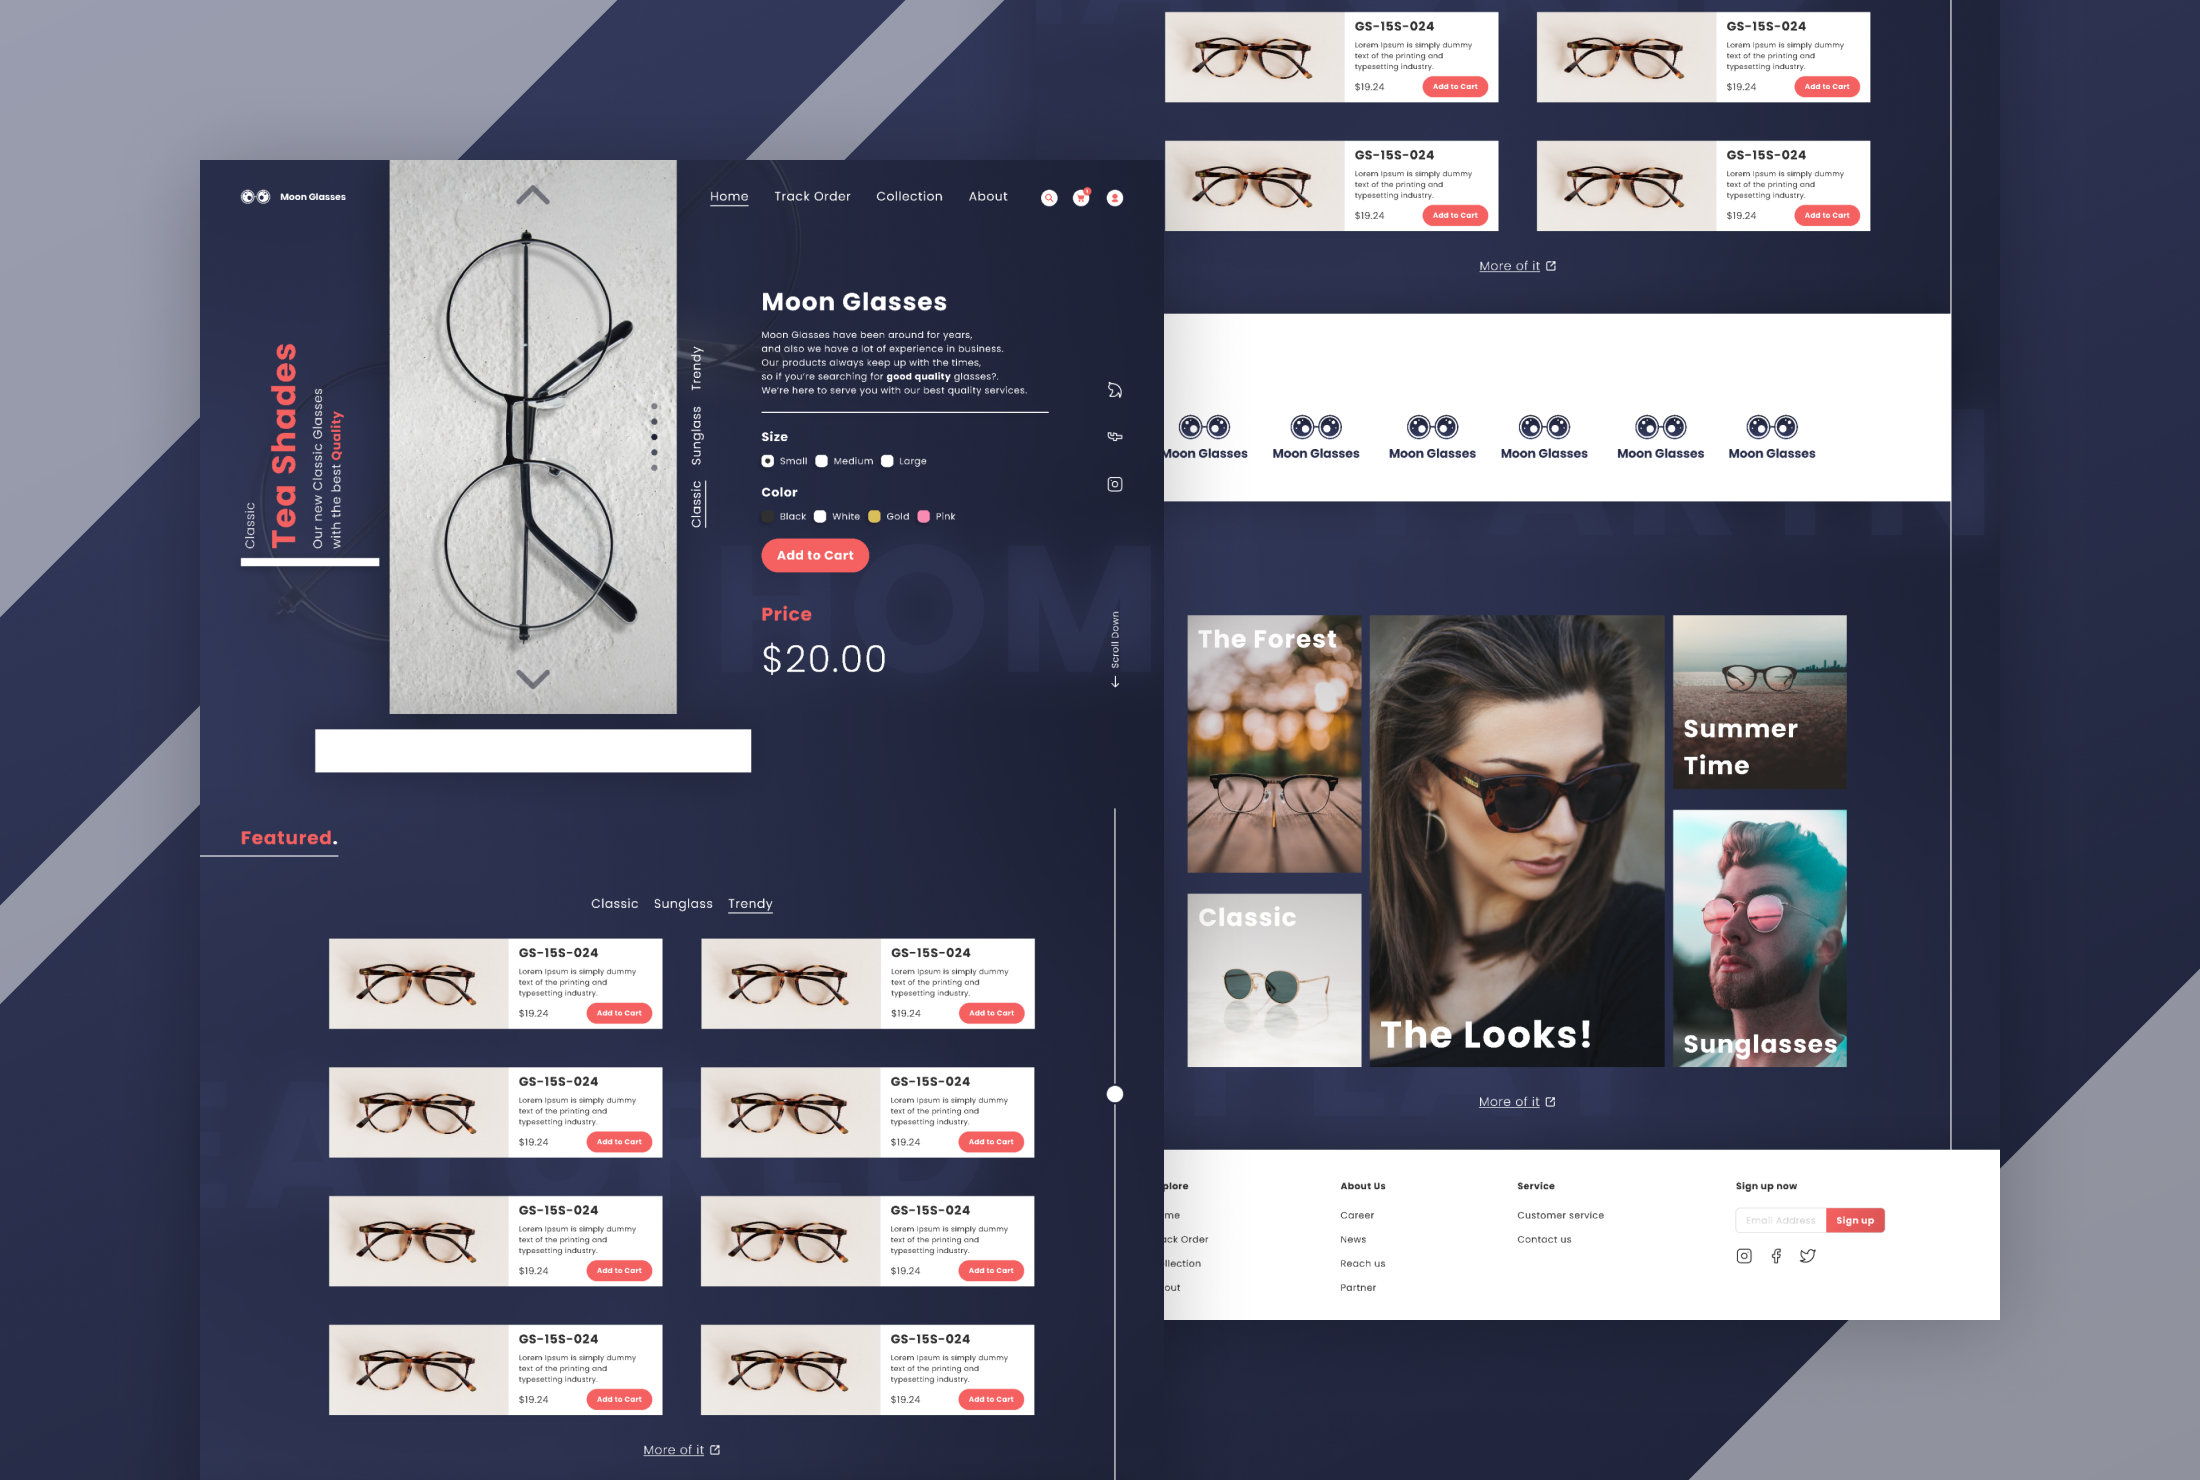 Moon Glasses
Home
Track Order
Collection
About
1
Classic
Tea Shades
Our new Classic Glasses
with the best Quality
Classic
Sunglass
Trendy
Moon Glasses
Moon Glasses have been around for years,
and also we have a lot of experience in business.
Our products always keep up with the times,
so if you're searching for good quality glasses?.
We're here to serve you with our best quality services.
Size
Small
Medium
Large
Color
Black
White
Gold
Pink
Add to Cart
Price
$20.00
HOM
Scroll Down
Featured.
Classic
Sunglass
Trendy
GS-15S-024
Lorem Ipsum is simply dummy
text of the printing and
typesetting industry.
$19.24
Add to Cart
GS-15S-024
Lorem Ipsum is simply dummy
text of the printing and
typesetting industry.
$19.24
Add to Cart
GS-15S-024
Lorem Ipsum is simply dummy
text of the printing and
typesetting industry.
$19.24
Add to Cart
GS-15S-024
Lorem Ipsum is simply dummy
text of the printing and
typesetting industry.
$19.24
Add to Cart
EATURED
GS-15S-024
Lorem Ipsum is simply dummy
text of the printing and
typesetting industry.
$19.24
Add to Cart
GS-15S-024
Lorem Ipsum is simply dummy
text of the printing and
typesetting industry.
$19.24
Add to Cart
GS-15S-024
Lorem Ipsum is simply dummy
text of the printing and
typesetting industry.
$19.24
Add to Cart
GS-15S-024
Lorem Ipsum is simply dummy
text of the printing and
typesetting industry.
$19.24
Add to Cart
More of it
GS-15S-024
Lorem Ipsum is simply dummy
text of the printing and
typesetting industry.
$19.24
Add to Cart
GS-15S-024
Lorem Ipsum is simply dummy
text of the printing and
typesetting industry.
$19.24
Add to Cart
GS-15S-024
Lorem Ipsum is simply dummy
text of the printing and
typesetting industry.
$19.24
Add to Cart
GS-15S-024
Lorem Ipsum is simply dummy
text of the printing and
typesetting industry.
$19.24
Add to Cart
More of it
Moon Glasses
Moon Glasses
Moon Glasses
Moon Glasses
Moon Glasses
Moon Glasses
The Forest
Classic
The Looks!
Summer
Time
Sunglasses
More of it
plore
me
ack Order
llection
out
About Us
Career
News
Reach us
Partner
Service
Customer service
Contact us
Sign up now
Email Address
Sign up